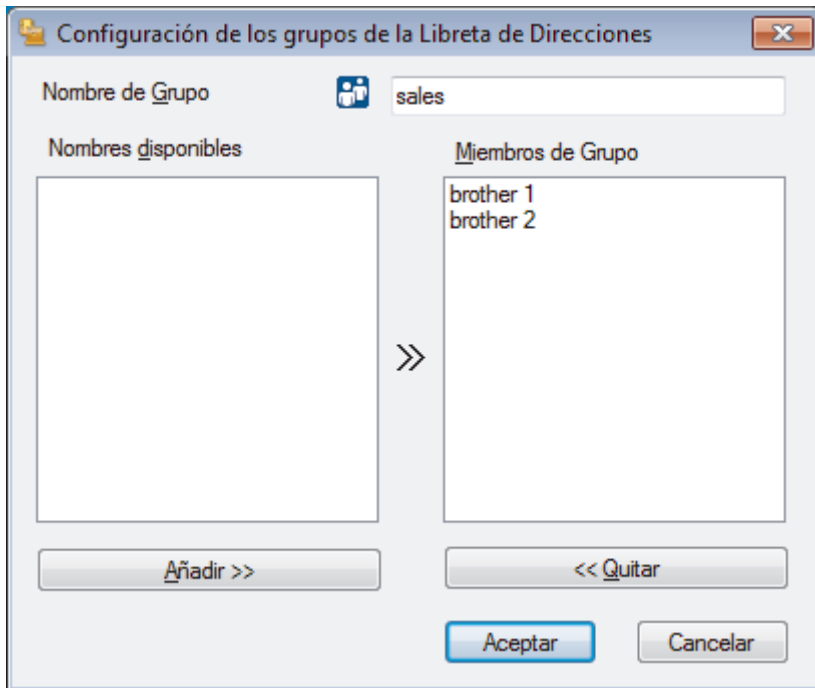 Configuración de los grupos de la Libreta de Direcciones
Nombre de Grupo
sales
Nombres disponibles
Miembros de Grupo
brother 1
brother 2
Añadir >>
<< Quitar
Aceptar
Cancelar